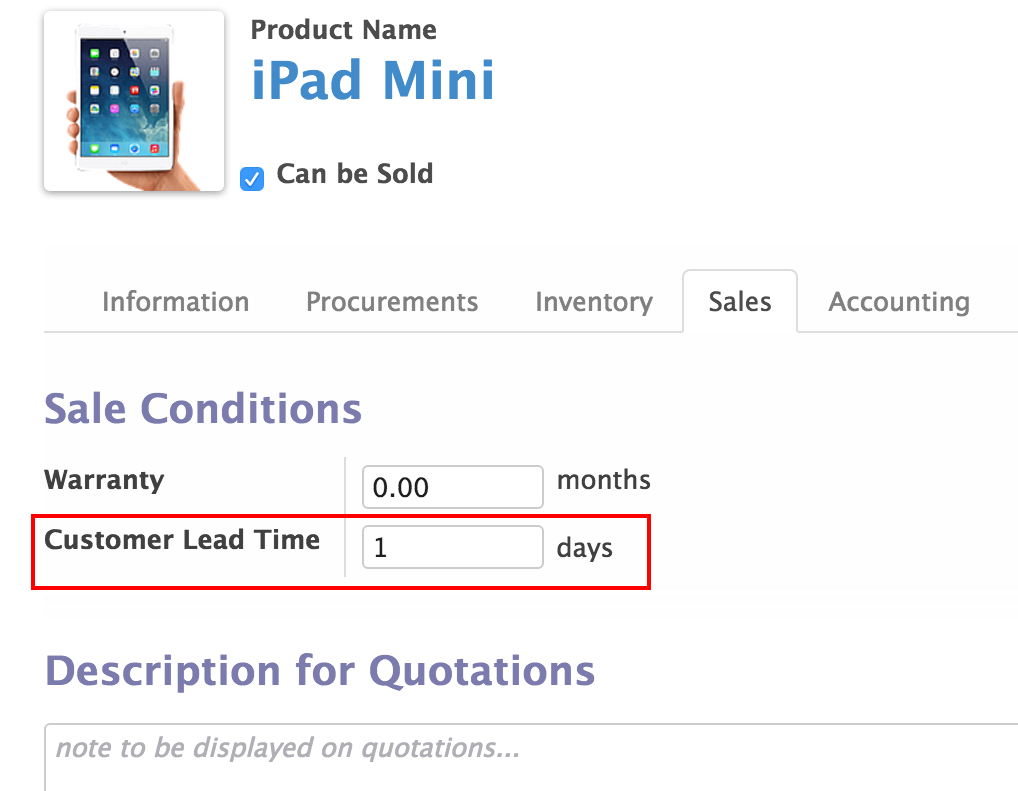 Product Name
iPad Mini
Can be Sold
Information Procurements Inventory Sales Accounting
Sale Conditions
Warranty 0.00 months
Customer Lead Time 1 days
Description for Quotations
note to be displayed on quotations...